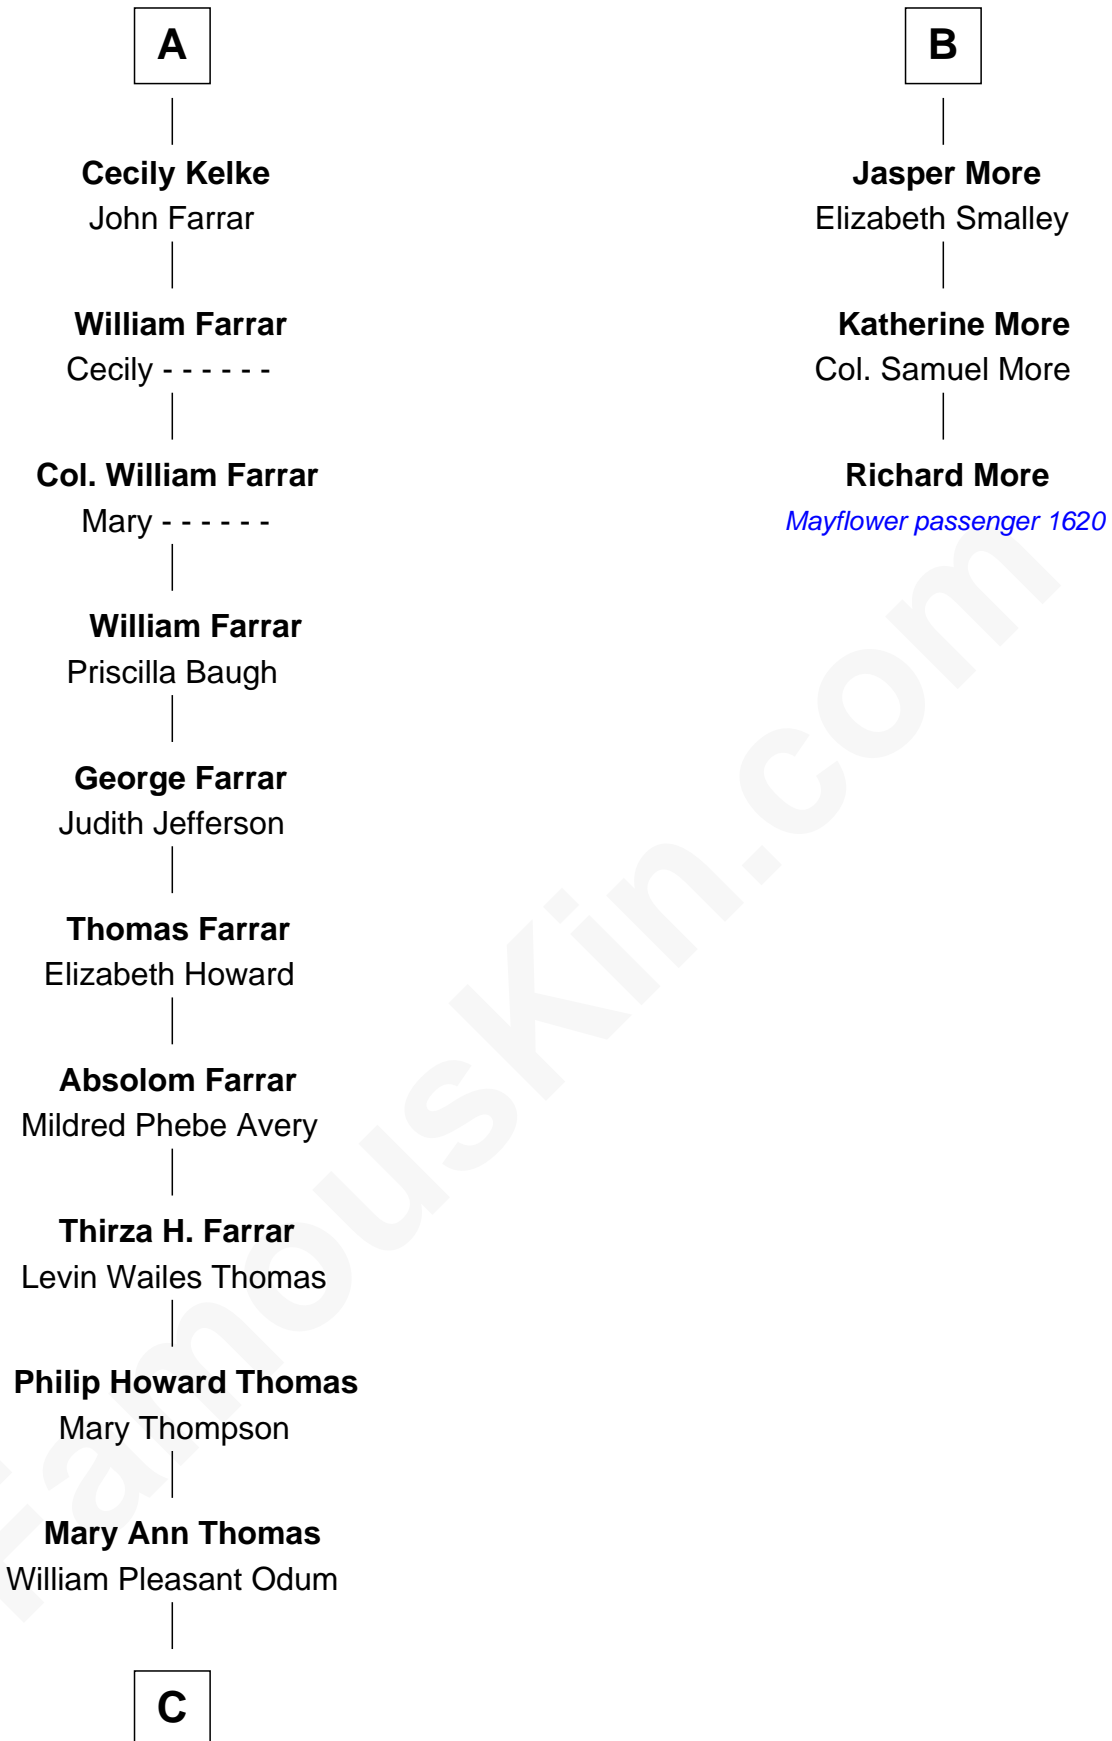 A
Cecily Kelke
John Farrar
William Farrar
Cecily - - - - - -
Col. William Farrar
Mary - - - - - -
William Farrar
Priscilla Baugh
George Farrar
Judith Jefferson
Thomas Farrar
Elizabeth Howard
Absolom Farrar
Mildred Phebe Avery
Thirza H. Farrar
Levin Wailes Thomas
Philip Howard Thomas
Mary Thompson
Mary Ann Thomas
William Pleasant Odum
C
B
Jasper More
Elizabeth Smalley
Katherine More
Col. Samuel More
Richard More
Mayflower passenger 1620
FamousKin.com